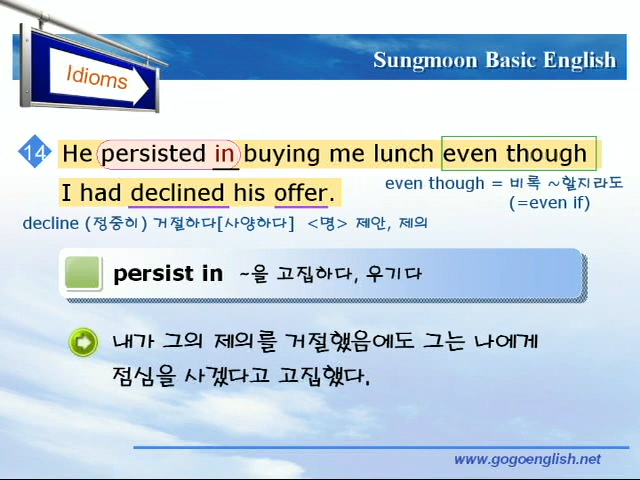 Idioms
Sungmoon Basic English
14 He persisted in buying me lunch even though
I had declined his offer.
even though = 비록 ~할지라도
(=even if)
decline (정중히) 거절하다[사양하다] <명> 제안, 제의
persist in ~을 고집하다, 우기다
내가 그의 제의를 거절했음에도 그는 나에게
점심을 사겠다고 고집했다.
www.gogoenglish.net